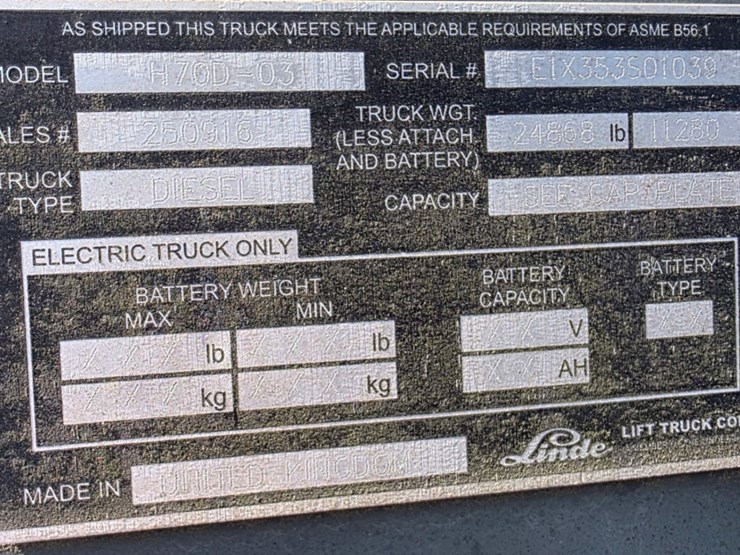 AS SHIPPED THIS TRUCK MEETS THE APPLICABLE REQUIREMENTS OF ASME B56.1
MODEL H70D-03 SERIAL # E1X353S01039
SALES # 250916 TRUCK WGT. (LESS ATTACH. AND BATTERY) 24868 lb 11280
TRUCK TYPE DIESEL CAPACITY SEE CAP. PLATE
ELECTRIC TRUCK ONLY
BATTERY WEIGHT BATTERY CAPACITY BATTERY TYPE
MAX MIN
lb lb V
kg kg AH
Linde LIFT TRUCK CO
MADE IN UNITED KINGDOM